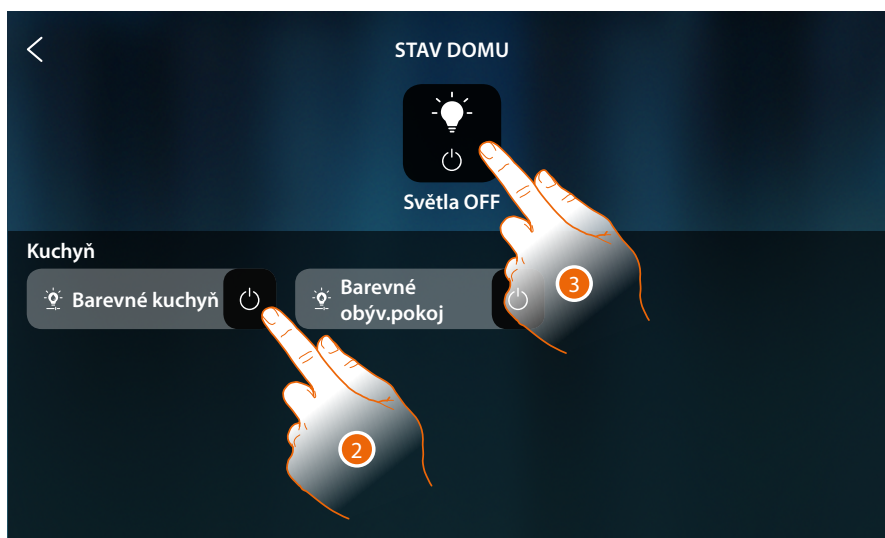 STAV DOMU
Světla OFF
Kuchyň
Barevné kuchyň
Barevné
obýv.pokoj
3
2